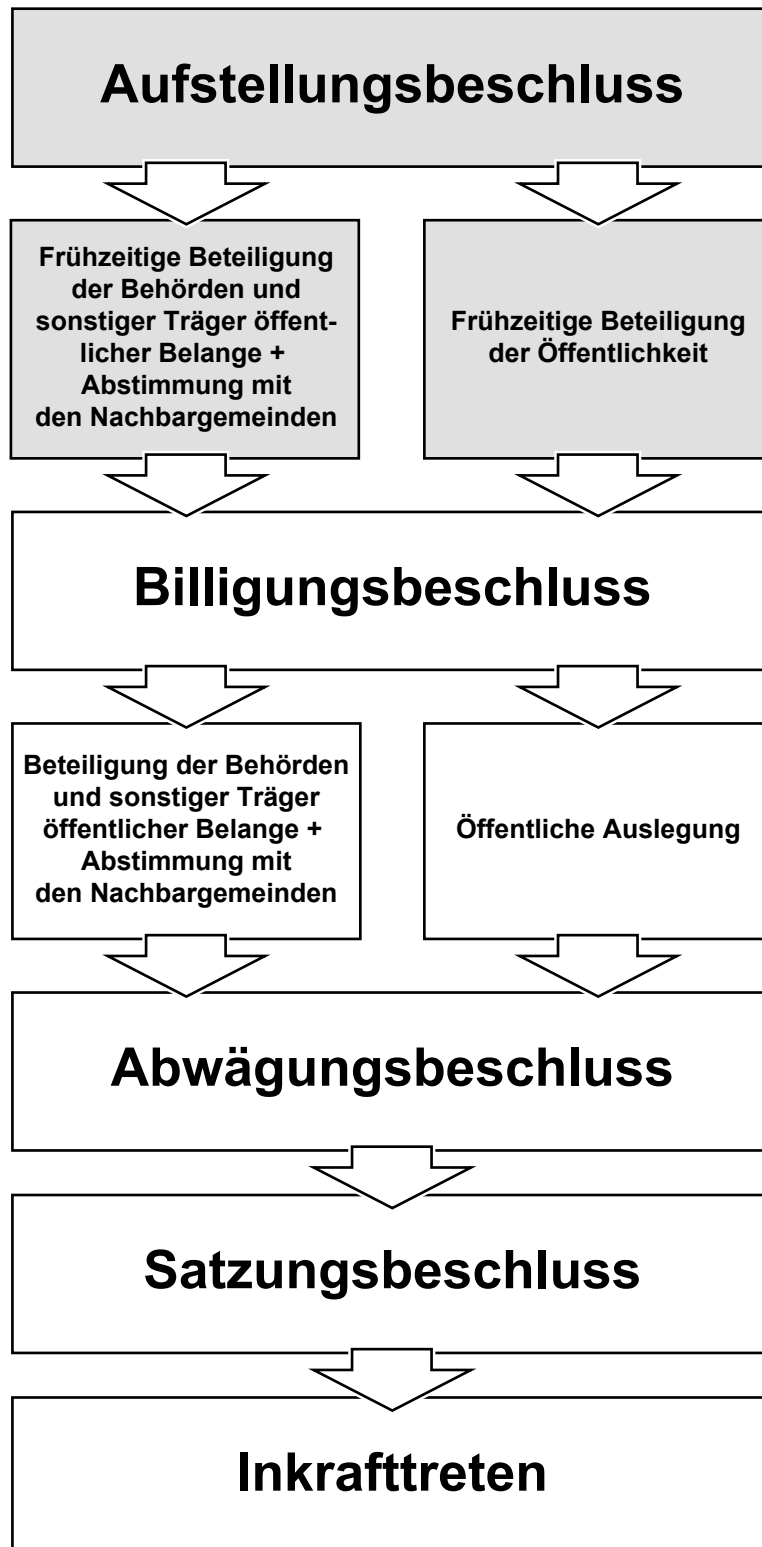 Aufstellungsbeschluss
Frühzeitige Beteiligung
der Behörden und
sonstiger Träger öffent-
licher Belange +
Abstimmung mit
den Nachbargemeinden
Frühzeitige Beteiligung
der Öffentlichkeit
Billigungsbeschluss
Beteiligung der Behörden
und sonstiger Träger
öffentlicher Belange +
Abstimmung mit
den Nachbargemeinden
Öffentliche Auslegung
Abwägungsbeschluss
Satzungsbeschluss
Inkrafttreten